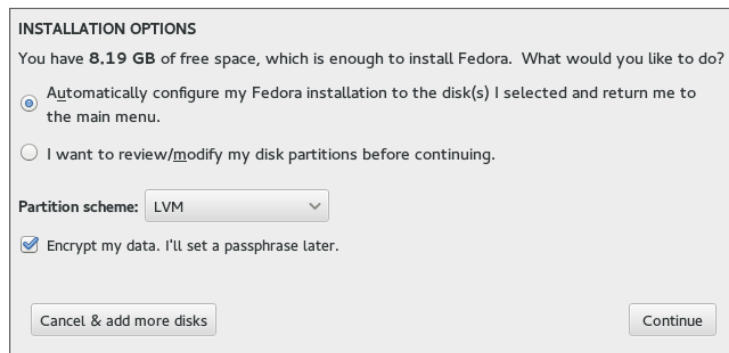 INSTALLATION OPTIONS
You have 8.19 GB of free space, which is enough to install Fedora.  What would you like to do?
Automatically configure my Fedora installation to the disk(s) I selected and return me to
the main menu.
I want to review/modify my disk partitions before continuing.
Partition scheme: LVM
Encrypt my data. I'll set a passphrase later.
Cancel & add more disks Continue